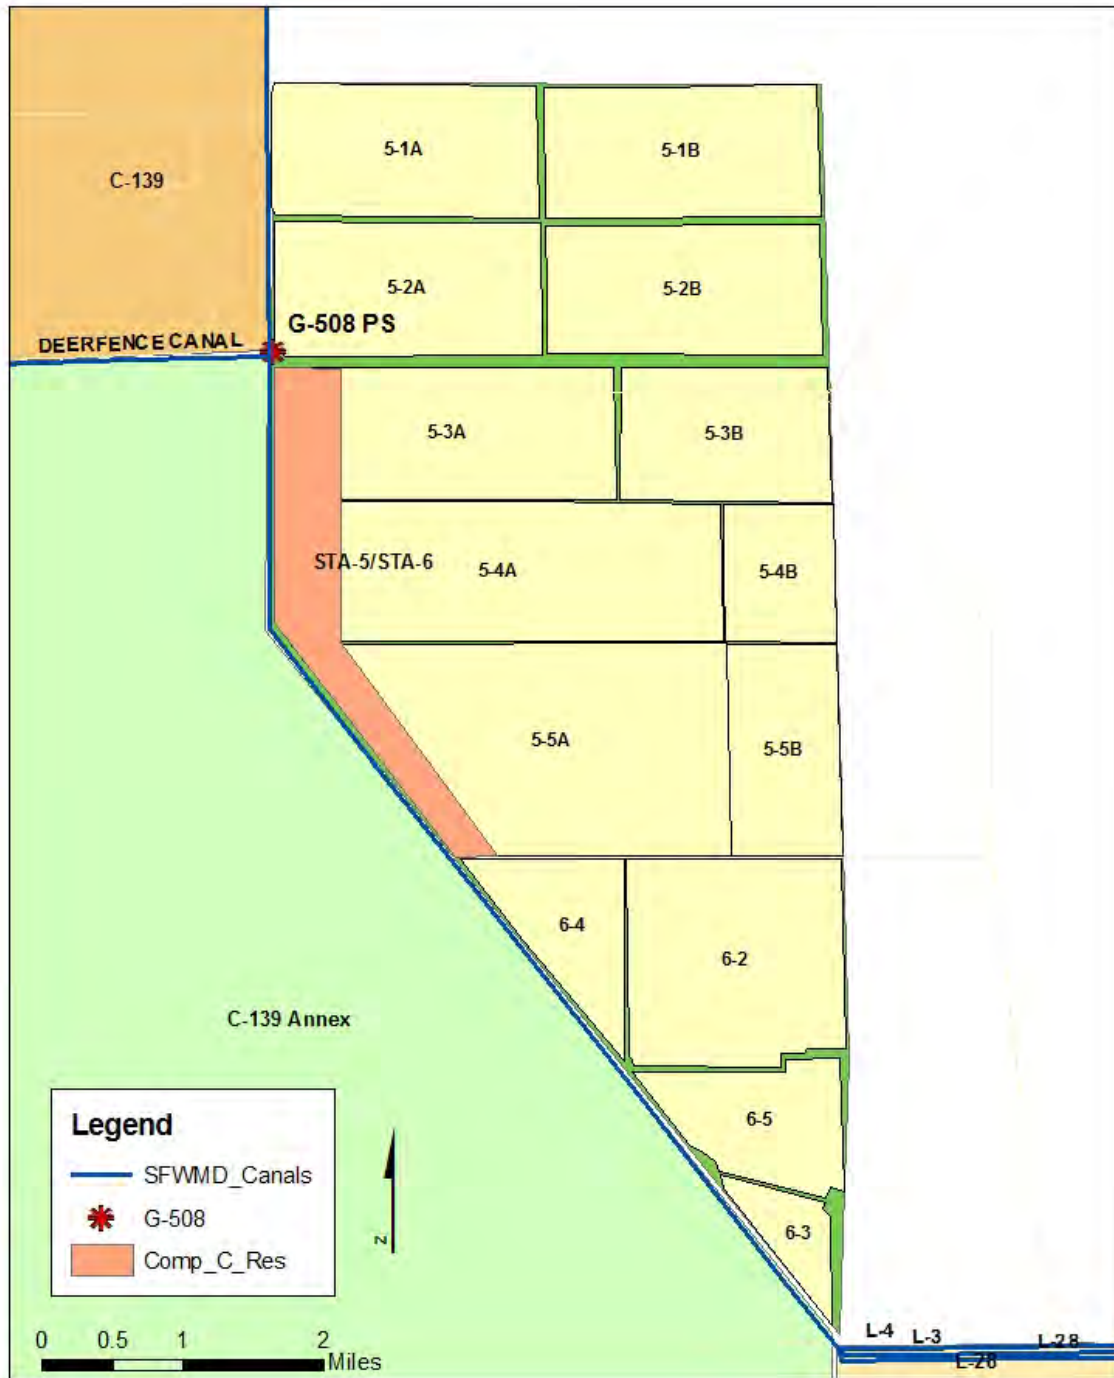 5-1A
5-1B
C-139
5-2A
5-2B
G-508 PS
DEERFENCE CANAL
5-3A
5-3B
STA-5/STA-6
5-4A
5-4B
5-5A
5-5B
6-4
6-2
C-139 Annex
Legend
SFWMD_Canals
G-508
Comp_C_Res
Z
6-5
6-3
0 0.5 1 2
Miles
L-4
L-3
L-28
L-28